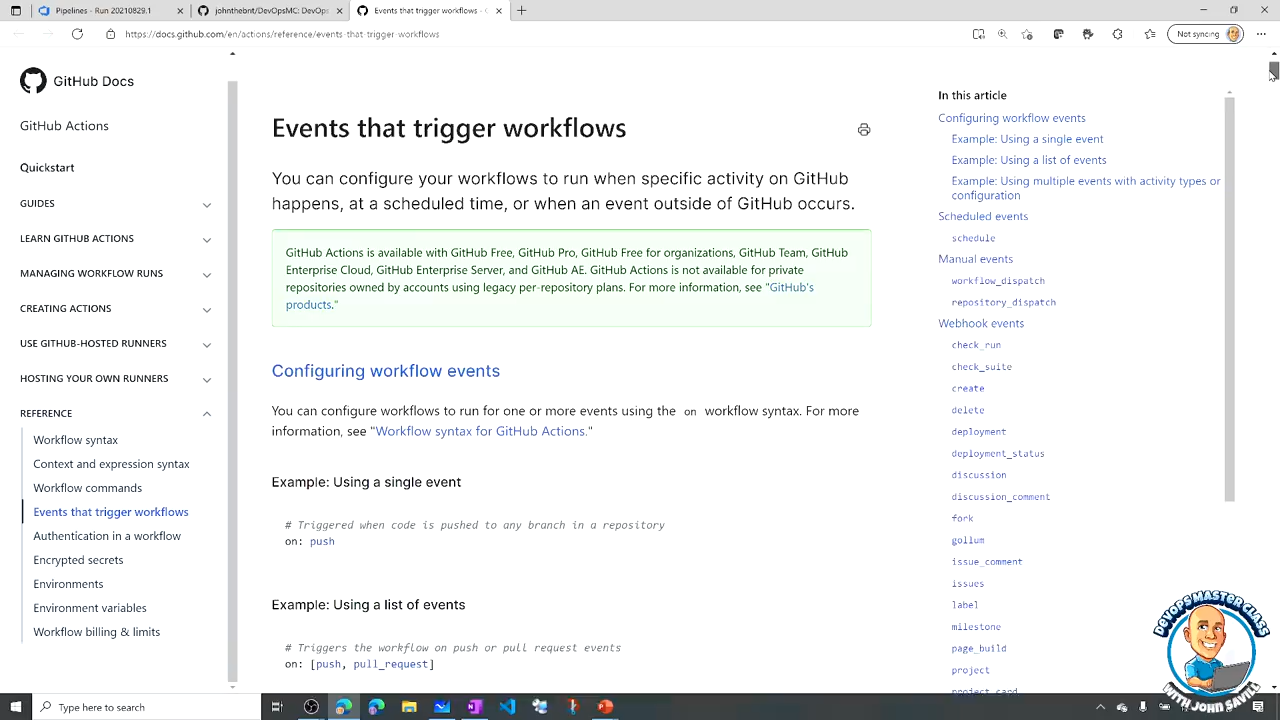 Pipelines - Run 20210829.1
johnthebrit/DevOpsMC: DevOps
Events that trigger workflows - G
https://docs.github.com/en/actions/reference/events-that-trigger-workflows
Not syncing
GitHub Docs
GitHub Actions
Quickstart
GUIDES
LEARN GITHUB ACTIONS
MANAGING WORKFLOW RUNS
CREATING ACTIONS
USE GITHUB-HOSTED RUNNERS
HOSTING YOUR OWN RUNNERS
REFERENCE
Workflow syntax
Context and expression syntax
Workflow commands
Events that trigger workflows
Authentication in a workflow
Encrypted secrets
Environments
Environment variables
Workflow billing & limits
Events that trigger workflows
You can configure your workflows to run when specific activity on GitHub
happens, at a scheduled time, or when an event outside of GitHub occurs.
GitHub Actions is available with GitHub Free, GitHub Pro, GitHub Free for organizations, GitHub Team, GitHub
Enterprise Cloud, GitHub Enterprise Server, and GitHub AE. GitHub Actions is not available for private
repositories owned by accounts using legacy per-repository plans. For more information, see "GitHub's
products."
Configuring workflow events
You can configure workflows to run for one or more events using the on workflow syntax. For more
information, see "Workflow syntax for GitHub Actions."
Example: Using a single event
# Triggered when code is pushed to any branch in a repository
on: push
Example: Using a list of events
# Triggers the workflow on push or pull request events
on: [push, pull_request]
In this article
Configuring workflow events
Example: Using a single event
Example: Using a list of events
Example: Using multiple events with activity types or
configuration
Scheduled events
schedule
Manual events
workflow_dispatch
repository_dispatch
Webhook events
check_run
check_suite
create
delete
deployment
deployment_status
discussion
discussion_comment
fork
gollum
issue_comment
issues
label
milestone
page_build
project
project_card
DEVOPS MASTER CLASS
WITH JOHN SAVILL
Type here to search